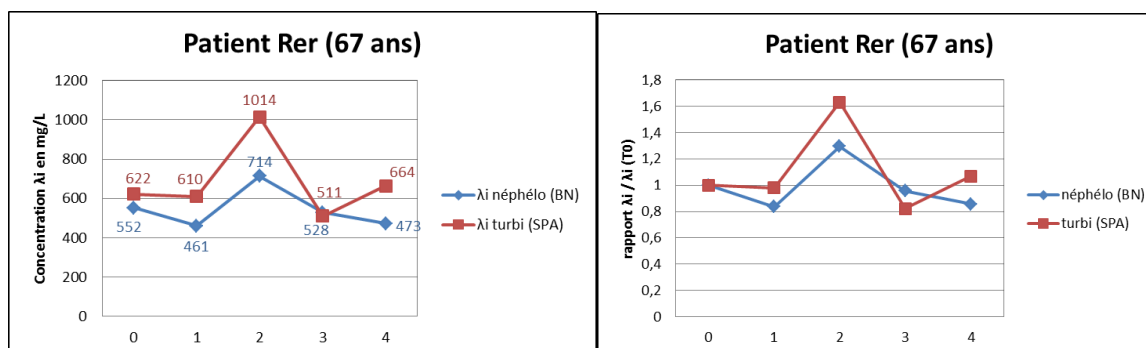 Patient Rer (67 ans)
Concentration λi en mg/L
1200
1000
800
600
400
200
0
622
610
1014
511
664
552
461
714
528
473
0 1 2 3 4
λi néphélo (BN)
λi turbi (SPA)
Patient Rer (67 ans)
rapport λI / λi (T0)
1,8
1,6
1,4
1,2
1
0,8
0,6
0,4
0,2
0
0 1 2 3 4
néphélo (BN)
turbi (SPA)